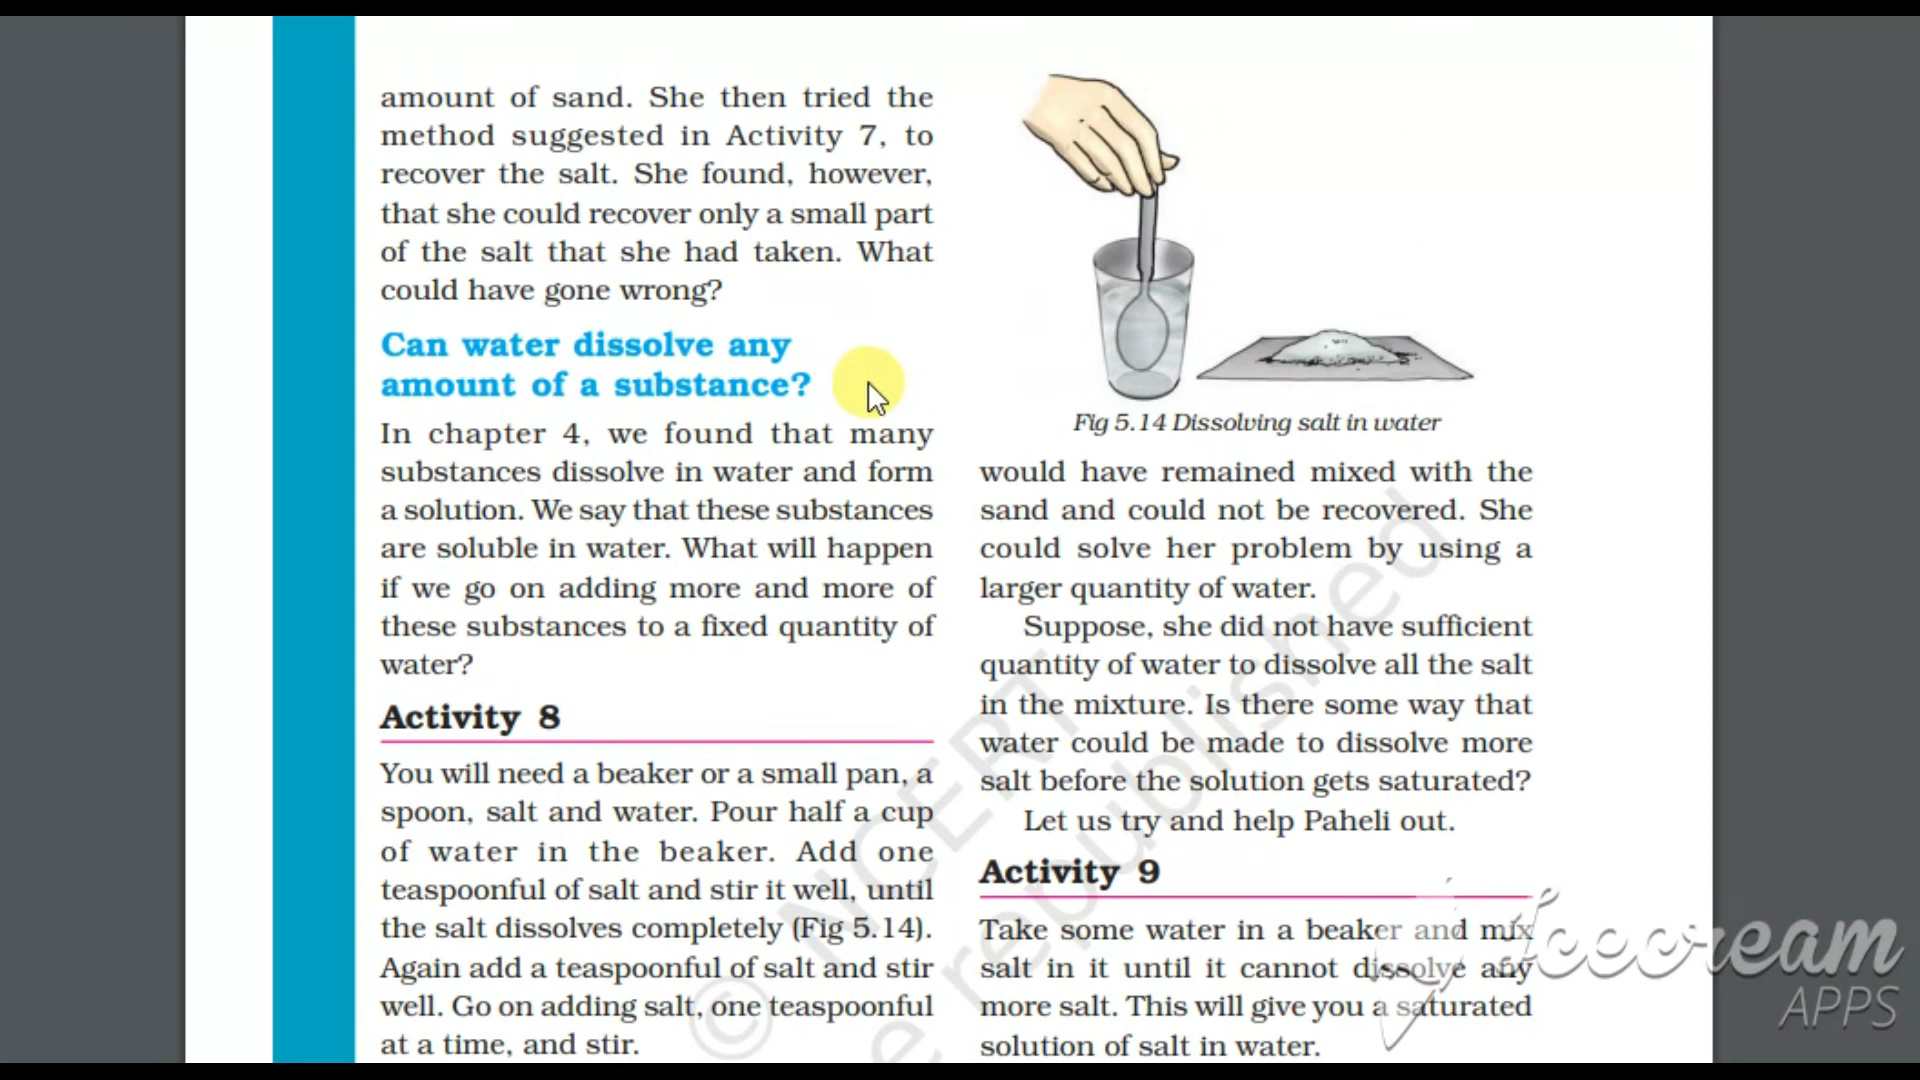 amount of sand. She then tried the
method suggested in Activity 7, to
recover the salt. She found, however,
that she could recover only a small part
of the salt that she had taken. What
could have gone wrong?
Can water dissolve any
amount of a substance?
In chapter 4, we found that many
substances dissolve in water and form
a solution. We say that these substances
are soluble in water. What will happen
if we go on adding more and more of
these substances to a fixed quantity of
water?
Activity 8
You will need a beaker or a small pan, a
spoon, salt and water. Pour half a cup
of water in the beaker. Add one
teaspoonful of salt and stir it well, until
the salt dissolves completely (Fig 5.14).
Again add a teaspoonful of salt and stir
well. Go on adding salt, one teaspoonful
at a time, and stir.
Fig 5.14 Dissolving salt in water
would have remained mixed with the
sand and could not be recovered. She
could solve her problem by using a
larger quantity of water.
Suppose, she did not have sufficient
quantity of water to dissolve all the salt
in the mixture. Is there some way that
water could be made to dissolve more
salt before the solution gets saturated?
Let us try and help Paheli out.
Activity 9
Take some water in a beaker and mix
salt in it until it cannot dissolve any
more salt. This will give you a saturated
solution of salt in water.
© NCERT
e republished
Icecream
APPS